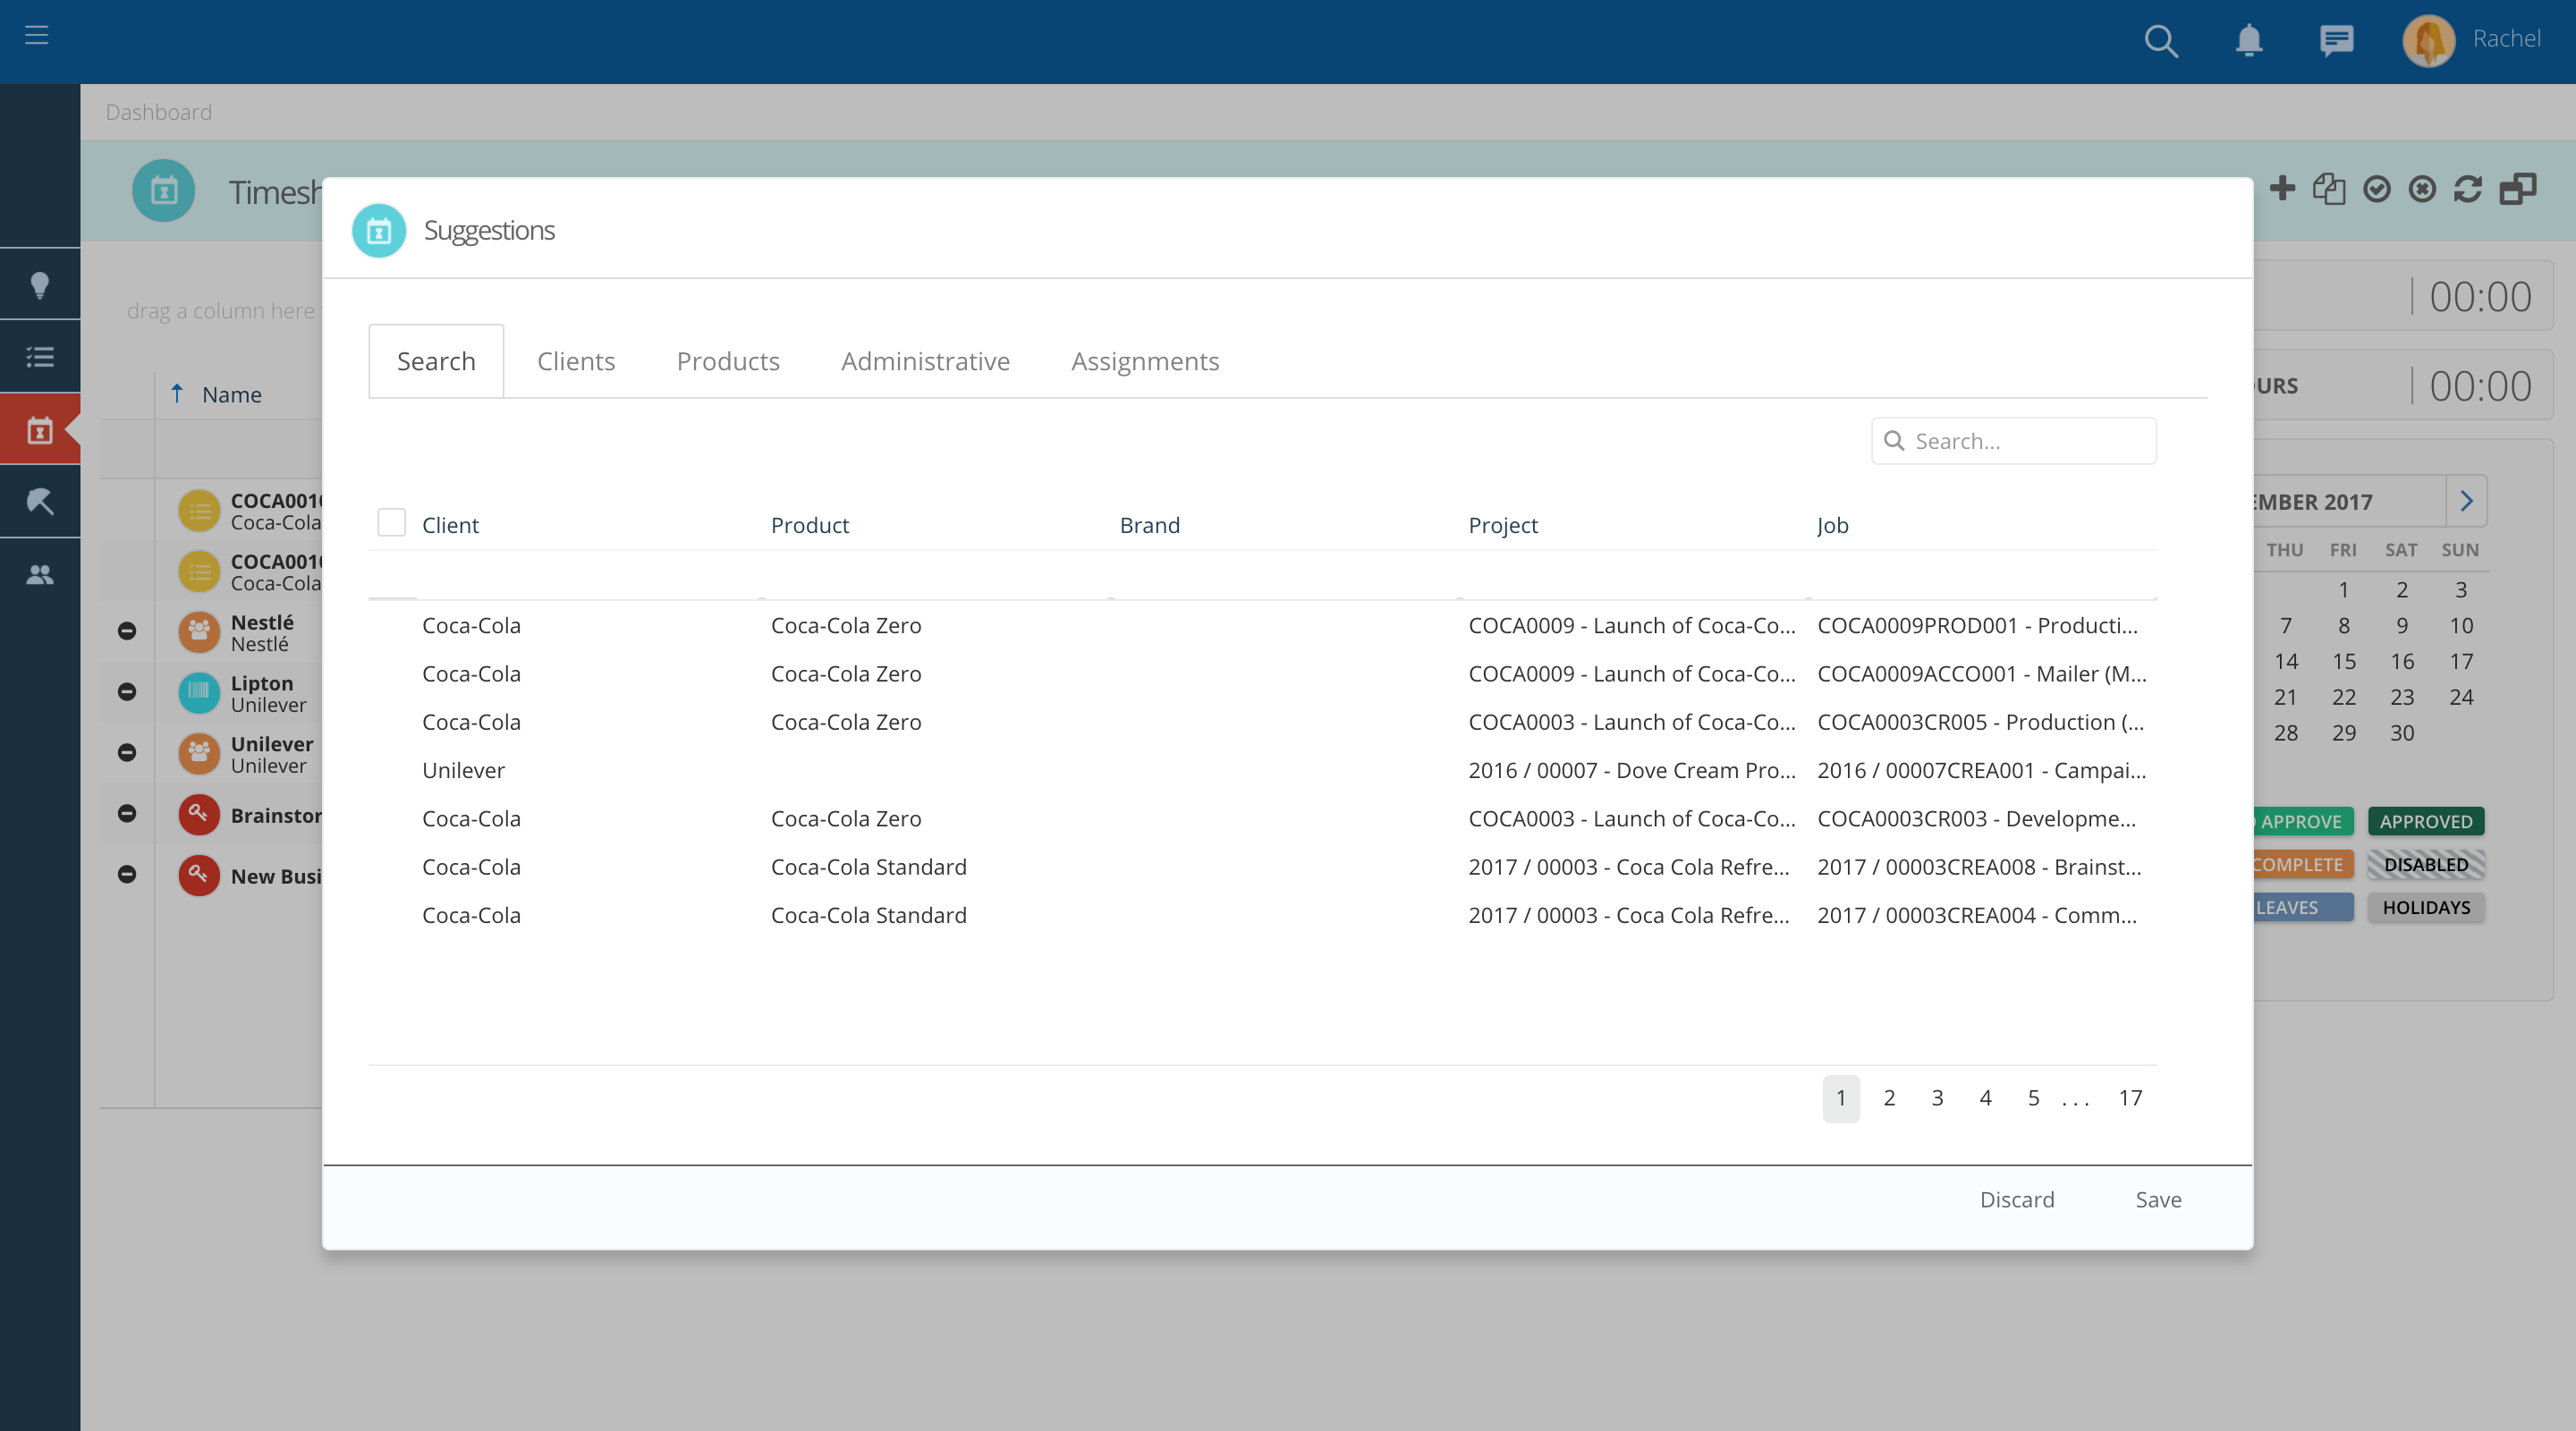 Rachel
Dashboard
Suggestions
drag a column here
00:00
Search Clients Products Administrative Assignments
00:00
Name
Search...
2017
Client Product Brand Project Job
THU FRI SAT SUN
Coca-Cola
Coca-Cola
1 2 3
Nestlé
Nestlé
Coca-Cola Coca-Cola Zero COCA0009 - Launch of Coca-Co... COCA0009PROD001 - Producti...
7 8 9 10
Coca-Cola Coca-Cola Zero COCA0009 - Launch of Coca-Co... COCA0009ACCO001 - Mailer (M...
14 15 16 17
Lipton
Unilever
21 22 23 24
Coca-Cola Coca-Cola Zero COCA0003 - Launch of Coca-Co... COCA0003CR005 - Production (...
28 29 30
Unilever
Unilever
Unilever 2016 / 00007 - Dove Cream Pro... 2016 / 00007CREA001 - Campai...
Coca-Cola Coca-Cola Zero COCA0003 - Launch of Coca-Co... COCA0003CR003 - Developme...
APPROVE APPROVED
Coca-Cola Coca-Cola Standard 2017 / 00003 - Coca Cola Refre... 2017 / 00003CREA008 - Brainst...
DISABLED
New
Coca-Cola Coca-Cola Standard 2017 / 00003 - Coca Cola Refre... 2017 / 00003CREA004 - Comm...
LEAVES HOLIDAYS
1 2 3 4 5 ... 17
Discard Save